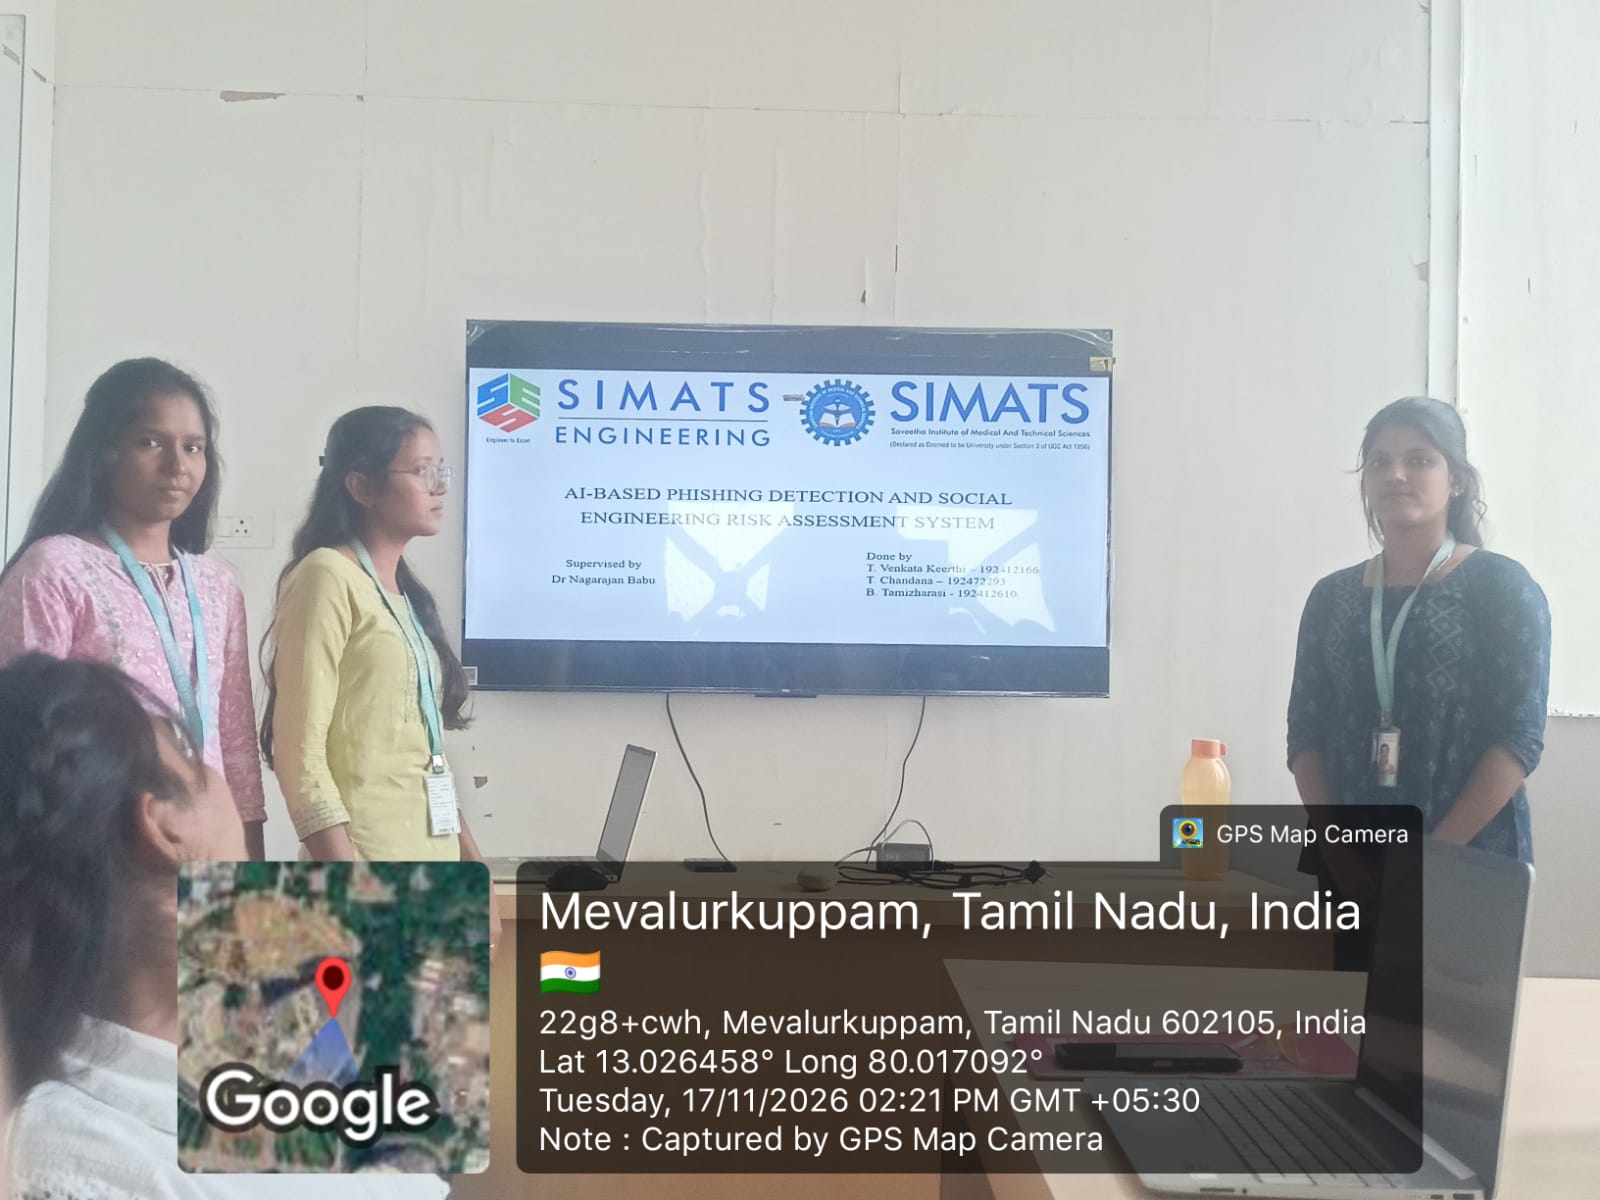 SIMATS
ENGINEERING
Engineer to Excel
SIMATS
Saveetha Institute of Medical And Technical Sciences
(Declared as Deemed to be University under Section 3 of UGC Act 1956)
AI-BASED PHISHING DETECTION AND SOCIAL
ENGINEERING RISK ASSESSMENT SYSTEM
Supervised by
Dr Nagarajan Babu
Done by
T. Venkata Keerthi – 192412166
T. Chandana – 192472293
B. Tamizharasi - 192412610
GPS Map Camera
Mevalurkuppam, Tamil Nadu, India
22g8+cwh, Mevalurkuppam, Tamil Nadu 602105, India
Lat 13.026458° Long 80.017092°
Tuesday, 17/11/2026 02:21 PM GMT +05:30
Note : Captured by GPS Map Camera
Google